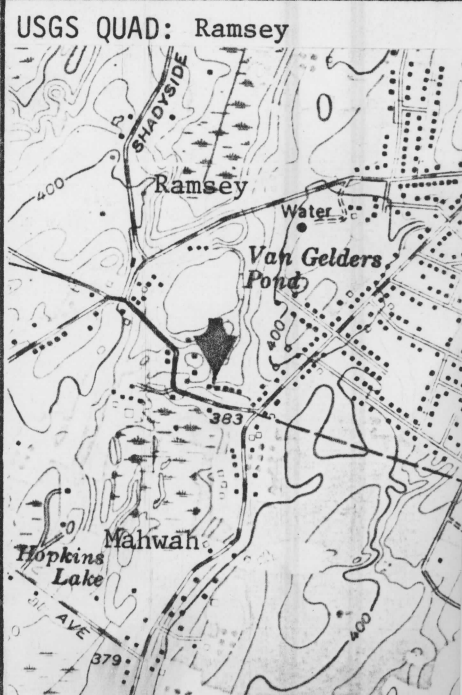 USGS QUAD: Ramsey
SHADYSIDE
400
Ramsey
Water
Van Gelders
Pond
400
383
Mahwah
Hopkins
Lake
AVE
379
400